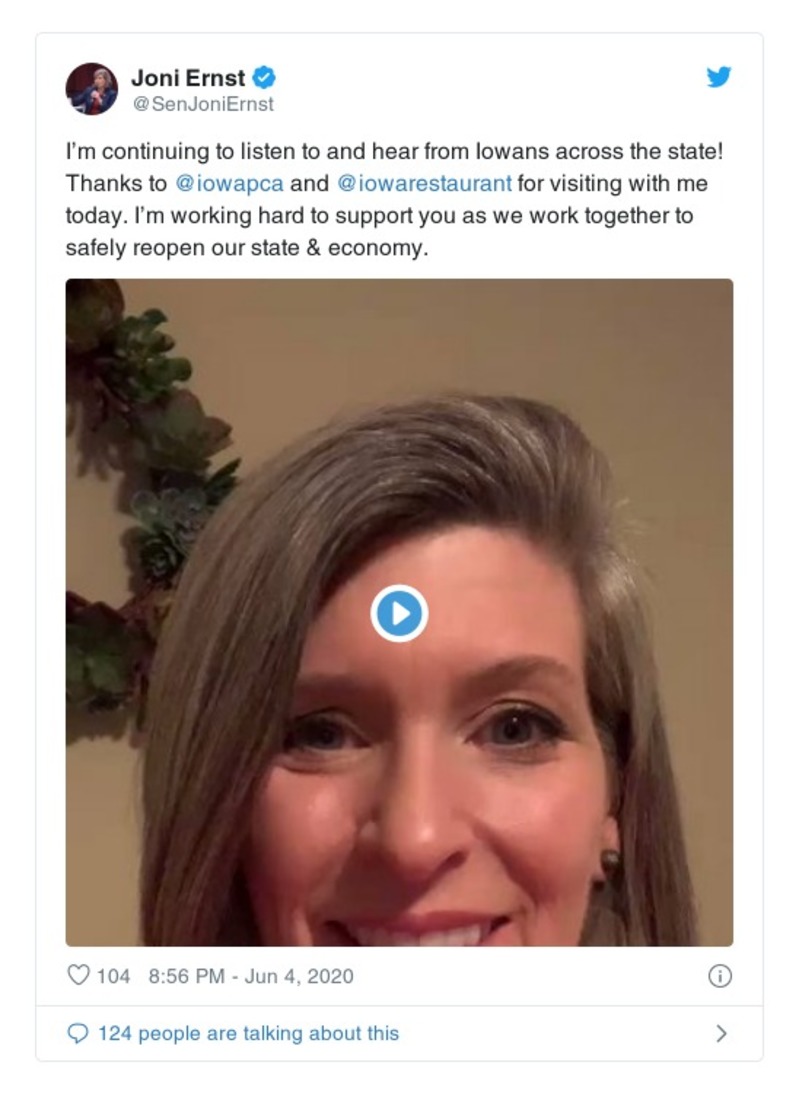 Joni Ernst
@SenJoniErnst
I’m continuing to listen to and hear from Iowans across the state!
Thanks to @iowapca and @iowarestaurant for visiting with me
today. I’m working hard to support you as we work together to
safely reopen our state & economy.
104 8:56 PM - Jun 4, 2020
124 people are talking about this